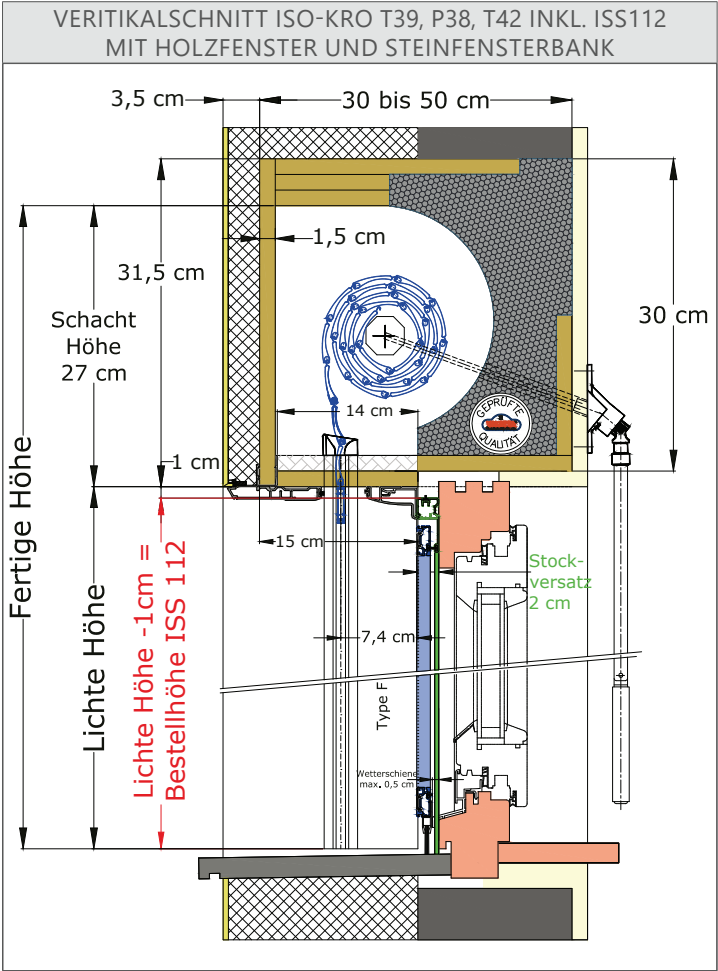 VERITIKALSCHNITT ISO-KRO T39, P38, T42 INKL. ISS112
MIT HOLZFENSTER UND STEINFENSTERBANK
3,5 cm
30 bis 50 cm
1,5 cm
31,5 cm
30 cm
Schacht
Höhe
27 cm
14 cm
GEPRÜFTE
QUALITÄT
1 cm
15 cm
Fertige Höhe
Lichte Höhe
Lichte Höhe -1cm =
Bestellhöhe ISS 112
Stock-
versatz
2 cm
7,4 cm
Type F
Wetterschiene
max. 0,5 cm